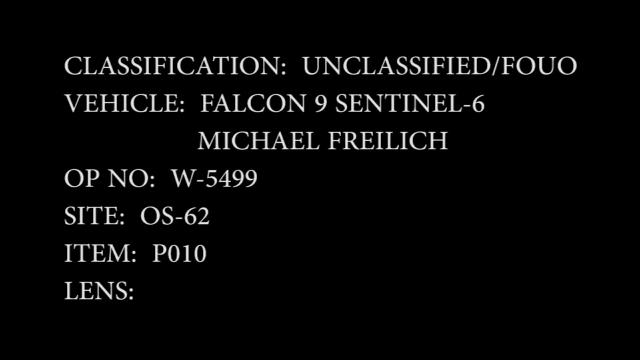 CLASSIFICATION: UNCLASSIFIED/FOUO
VEHICLE: FALCON 9 SENTINEL-6
MICHAEL FREILICH
OP NO: W-5499
SITE: OS-62
ITEM: P010
LENS: